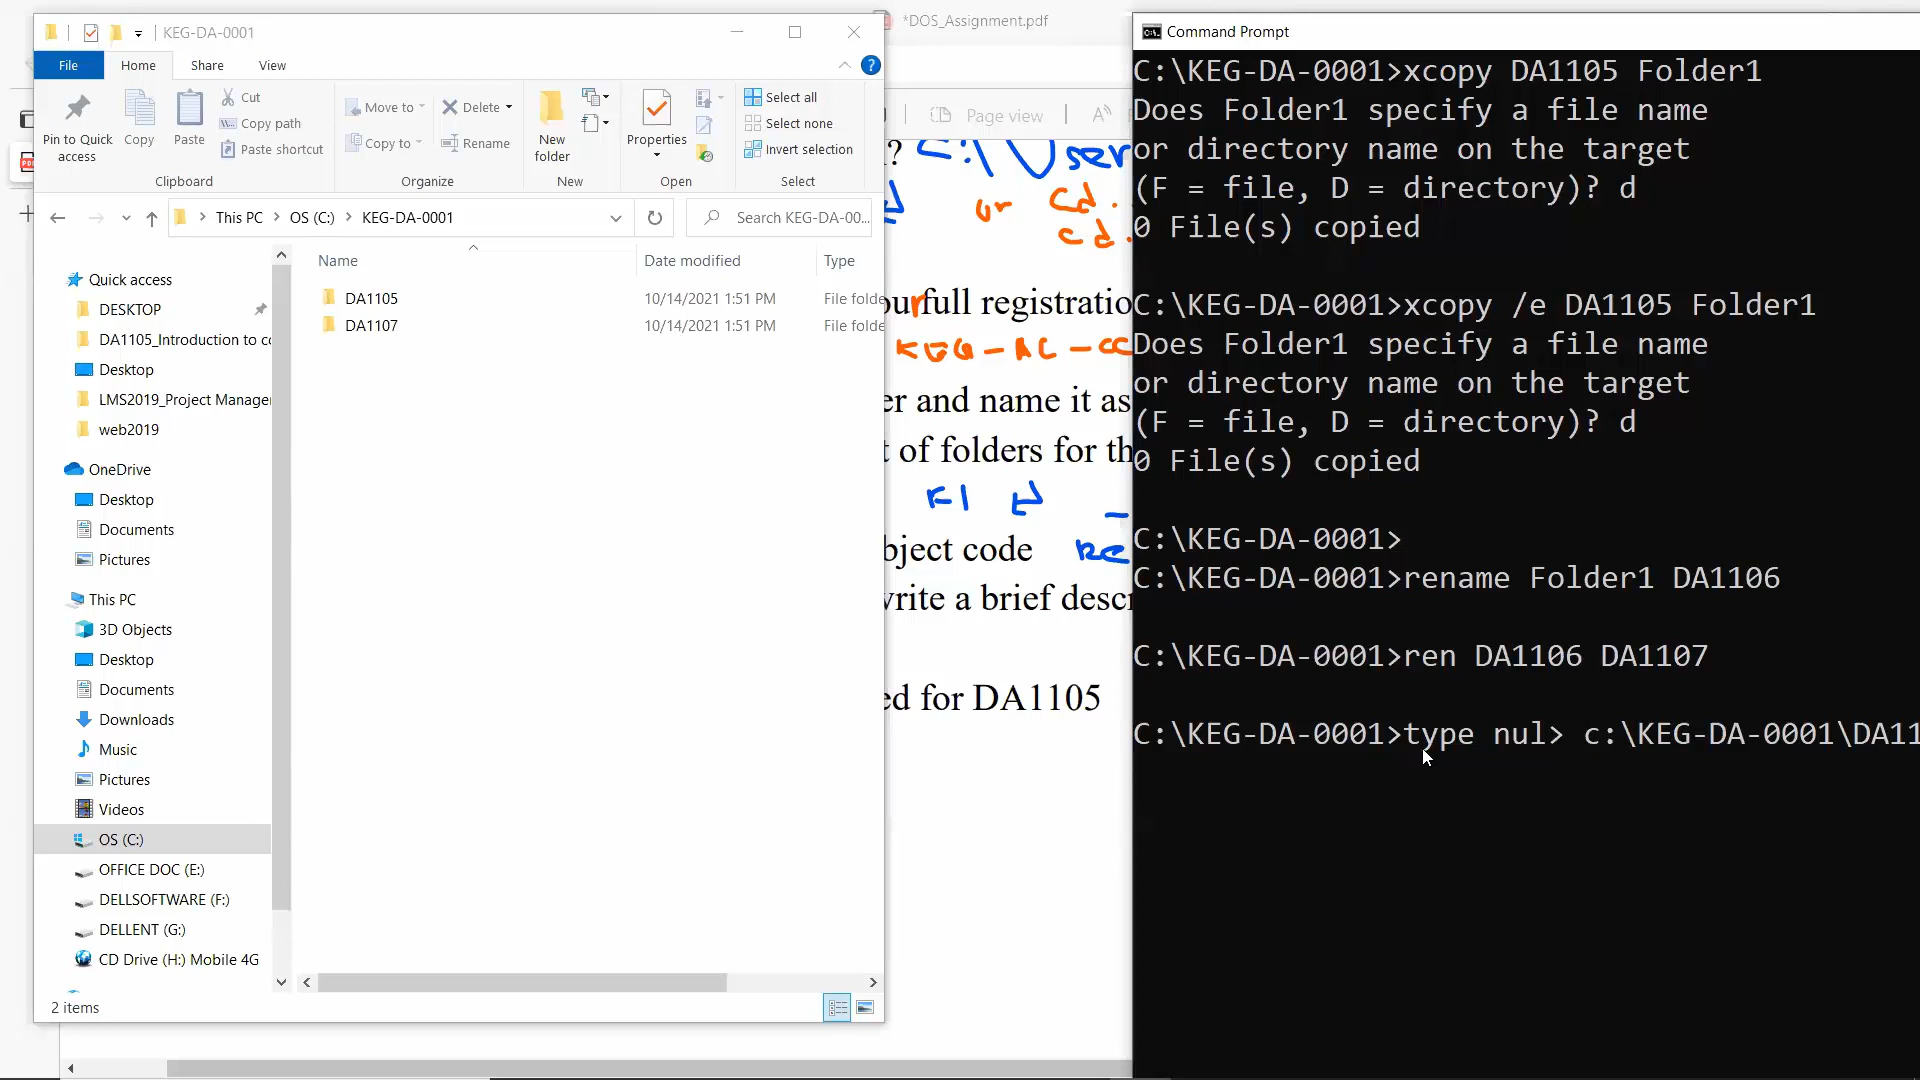 KEG-DA-0001
File Home Share View
Pin to Quick access
Copy
Paste
Cut
Copy path
Paste shortcut
Clipboard
Move to
Copy to
Delete
Rename
Organize
New folder
New
Properties
Open
Select all
Select none
Invert selection
Select
This PC > OS (C:) > KEG-DA-0001
Search KEG-DA-00...
Name Date modified Type
DA1105 10/14/2021 1:51 PM File folde
DA1107 10/14/2021 1:51 PM File folde
Quick access
DESKTOP
DA1105_Introduction to co
Desktop
LMS2019_Project Manager
web2019
OneDrive
Desktop
Documents
Pictures
This PC
3D Objects
Desktop
Documents
Downloads
Music
Pictures
Videos
OS (C:)
OFFICE DOC (E:)
DELLSOFTWARE (F:)
DELLENT (G:)
CD Drive (H:) Mobile 4G
2 items
*DOS_Assignment.pdf
Page view
? C:\User
or cd.
cd.
our full registratio
KEG-AC-
er and name it as
t of folders for th
bject code
write a brief descr
ed for DA1105
Command Prompt
C:\KEG-DA-0001>xcopy DA1105 Folder1
Does Folder1 specify a file name
or directory name on the target
(F = file, D = directory)? d
0 File(s) copied
C:\KEG-DA-0001>xcopy /e DA1105 Folder1
Does Folder1 specify a file name
or directory name on the target
(F = file, D = directory)? d
0 File(s) copied
C:\KEG-DA-0001>
C:\KEG-DA-0001>rename Folder1 DA1106
C:\KEG-DA-0001>ren DA1106 DA1107
C:\KEG-DA-0001>type nul> c:\KEG-DA-0001\DA11